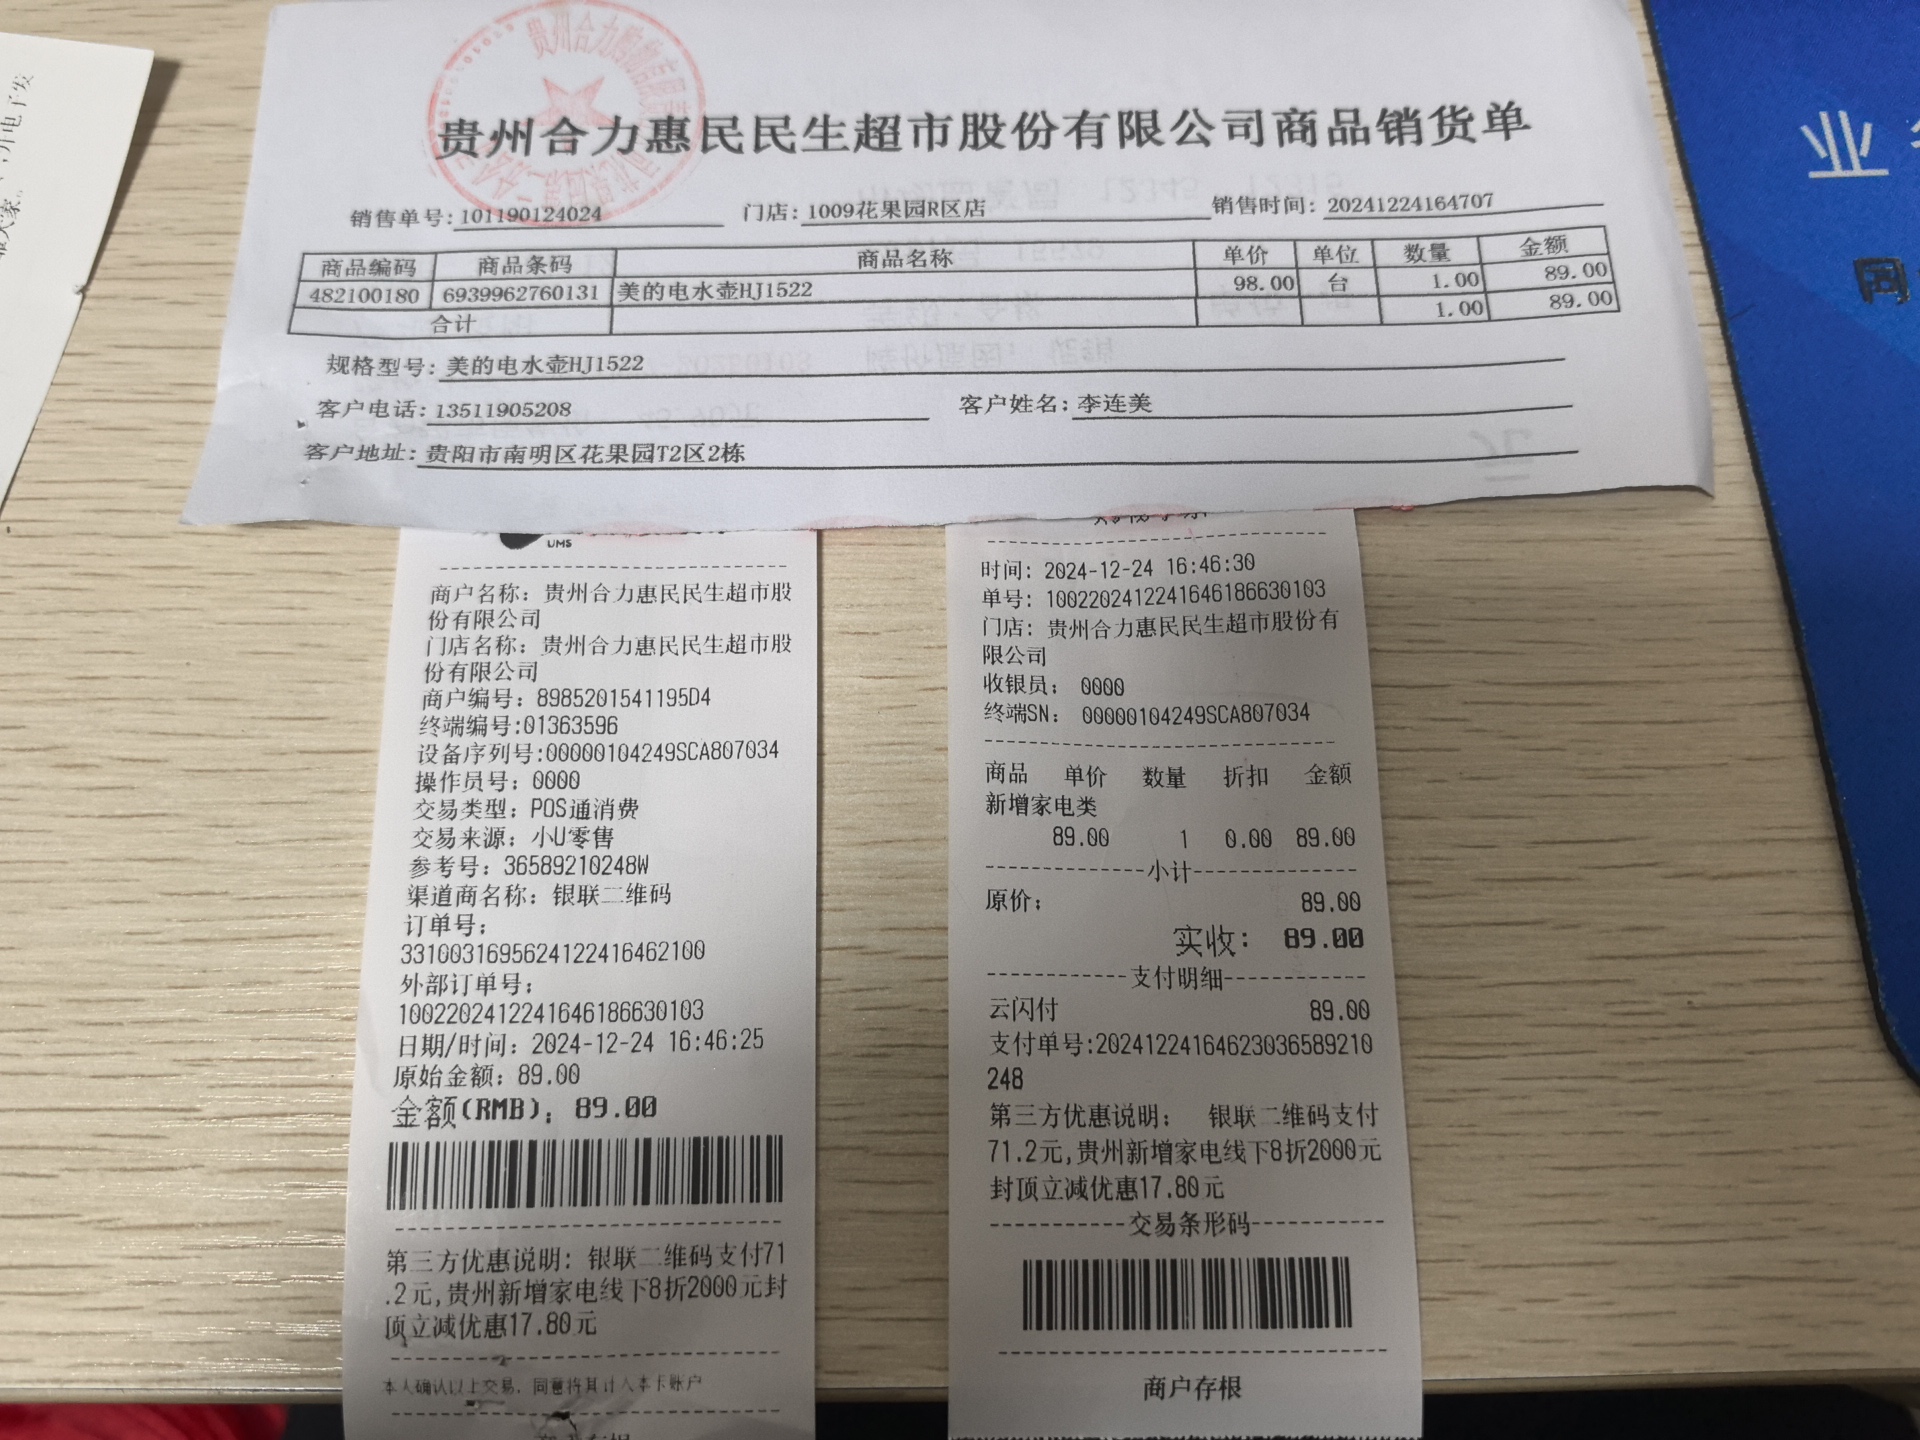 贵州合力惠民民生超市股份有限公司商品销货单
销售单号:101190124024 门店:1009花果园R区店 销售时间:20241224164707
商品编码 商品条码 商品名称 单价 单位 数量 金额
482100180 6939962760131 美的电水壶HJ1522 98.00 台 1.00 89.00
合计 1.00 89.00
规格型号:美的电水壶HJ1522
客户电话:13511905208 客户姓名:李连美
客户地址:贵阳市南明区花果园T2区2栋
UMS
商户名称：贵州合力惠民民生超市股
份有限公司
门店名称：贵州合力惠民民生超市股
份有限公司
商户编号：8985201541195D4
终端编号:01363596
设备序列号:00000104249SCA807034
操作员号：0000
交易类型：POS通消费
交易来源：小U零售
参考号：36589210248W
渠道商名称：银联二维码
订单号：
33100316956241224164621​00
外部订单号：
10022024122416461866301​03
日期/时间：2024-12-24 16:46:25
原始金额：89.00
金额(RMB)：89.00
第三方优惠说明：银联二维码支付71
.2元,贵州新增家电线下8折2000元封
顶立减优惠17.80元
本人确认以上交易，同意将其计入本卡账户
时间：2024-12-24 16:46:30
单号：10022024122416461866301​03
门店：贵州合力惠民民生超市股份有
限公司
收银员：0000
终端SN：00000104249SCA807034
商品 单价 数量 折扣 金额
新增家电类
89.00 1 0.00 89.00
小计
原价： 89.00
实收：89.00
支付明细
云闪付 89.00
支付单号:202412241646230365892​10
248
第三方优惠说明： 银联二维码支付
71.2元,贵州新增家电线下8折2000元
封顶立减优惠17.80元
交易条形码
商户存根
业